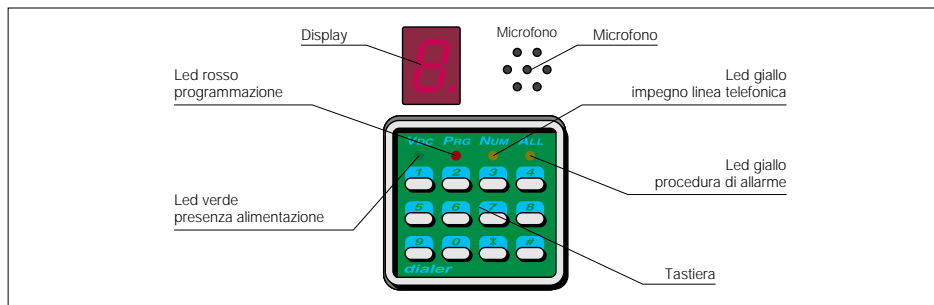 Display
Microfono
Microfono
Led rosso
programmazione
Led giallo
impegno linea telefonica
VDC PRG NUM ALL
1 2 3 4
Led giallo
procedura di allarme
Led verde
presenza alimentazione
5 6 7 8
9 0 * #
dialer
Tastiera